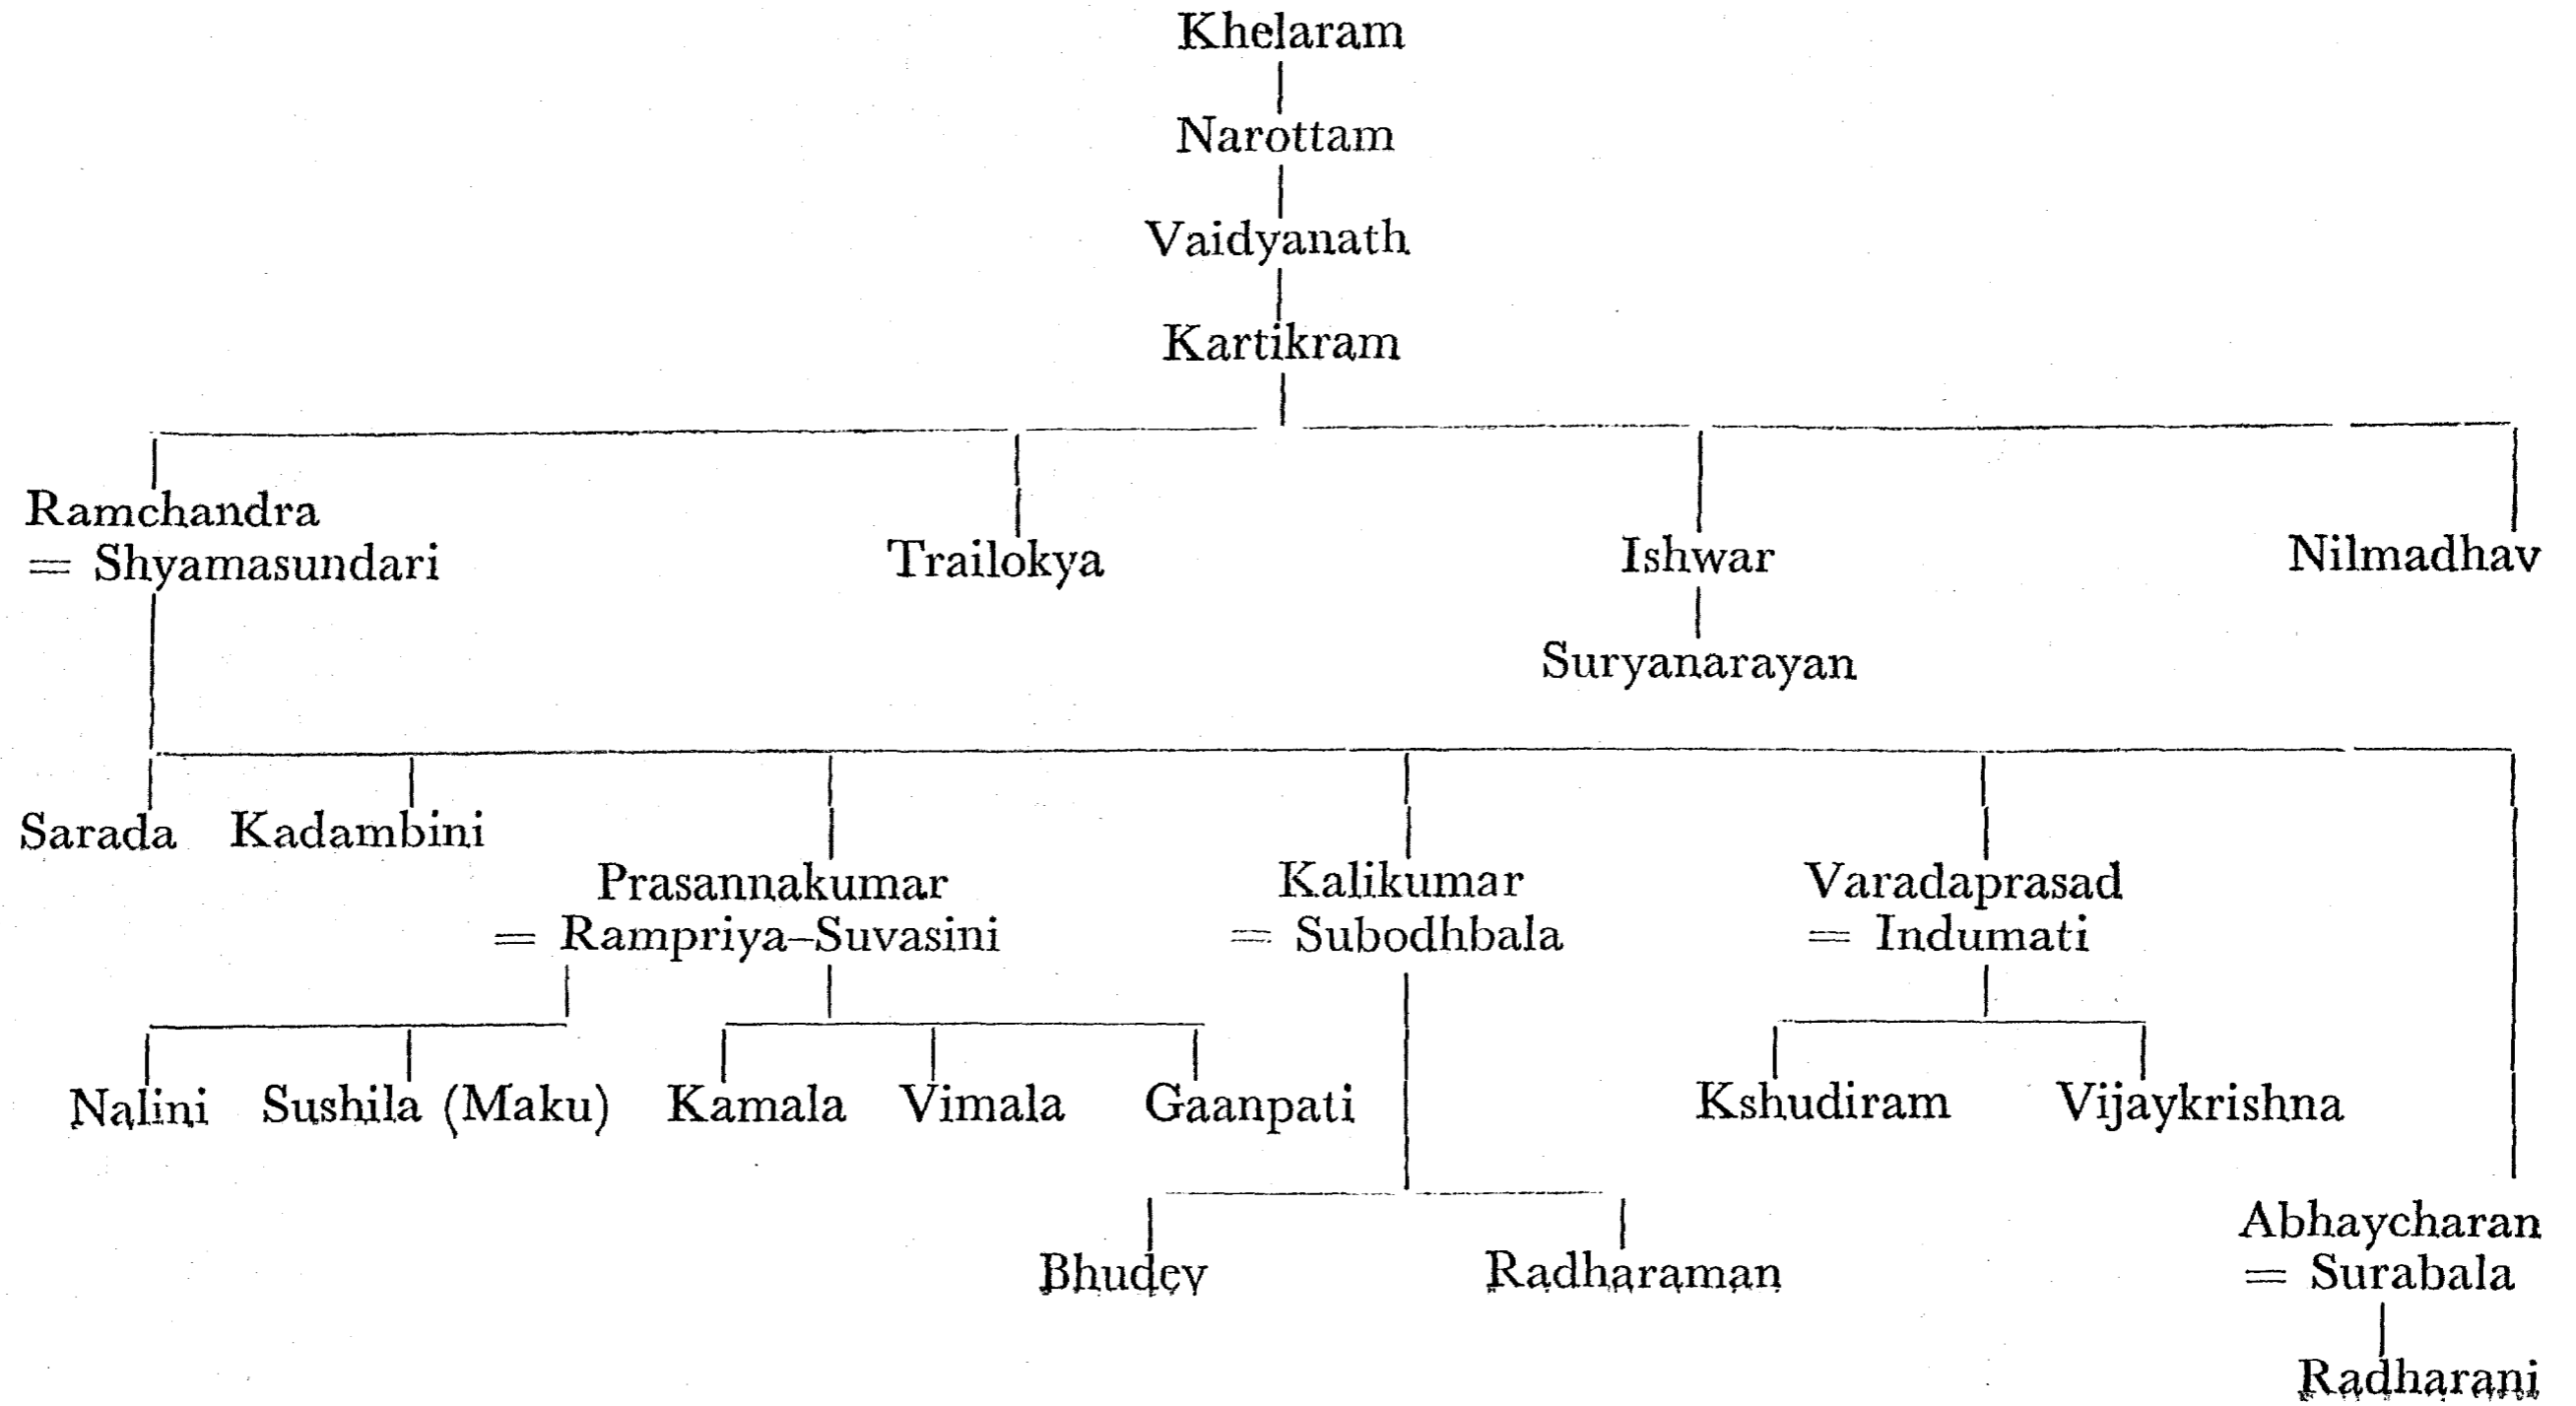 Khelaram
Narottam
Vaidyanath
Kartikram
Ramchandra
= Shyamasundari
Trailokya
Ishwar
Nilmadhav
Suryanarayan
Sarada
Kadambini
Prasannakumar
= Rampriya–Suvasini
Kalikumar
= Subodhbala
Varadaprasad
= Indumati
Nalini
Sushila (Maku)
Kamala
Vimala
Gaanpati
Kshudiram
Vijaykrishna
Bhudev
Radharaman
Abhaycharan
= Surabala
Radharani